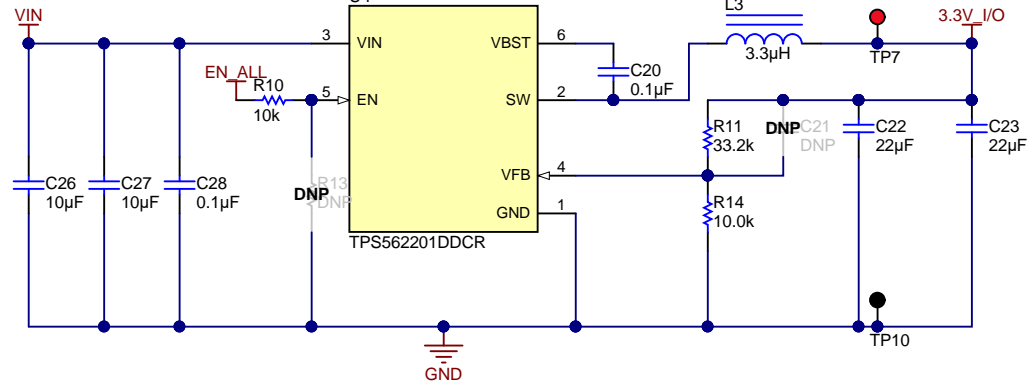 L3
VIN
3.3V_I/O
3
VIN
VBST
6
3.3µH
TP7
EN_ALL
R10
10k
5
EN
SW
2
C20
0.1µF
R11
33.2k
DNP
C21
DNP
C22
22µF
C23
22µF
C26
10µF
C27
10µF
C28
0.1µF
DNP
R13
DNP
VFB
4
R14
10.0k
GND
1
TPS562201DDCR
TP10
GND